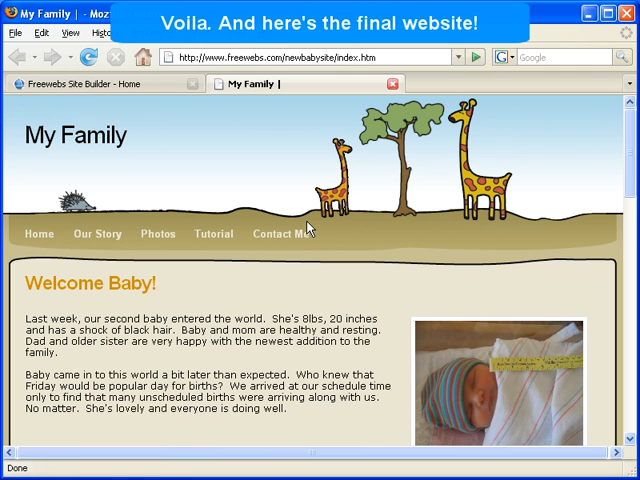 My Family | - Moz
Voila. And here's the final website!
File Edit View Hist
http://www.freewebs.com/newbabysite/index.htm
G Google
Freewebs Site Builder - Home
My Family |
My Family
Home Our Story Photos Tutorial Contact Me
Welcome Baby!
Last week, our second baby entered the world. She's 8lbs, 20 inches
and has a shock of black hair. Baby and mom are healthy and resting.
Dad and older sister are very happy with the newest addition to the
family.
Baby came in to this world a bit later than expected. Who knew that
Friday would be popular day for births? We arrived at our schedule time
only to find that many unscheduled births were arriving along with us.
No matter. She's lovely and everyone is doing well.
Done